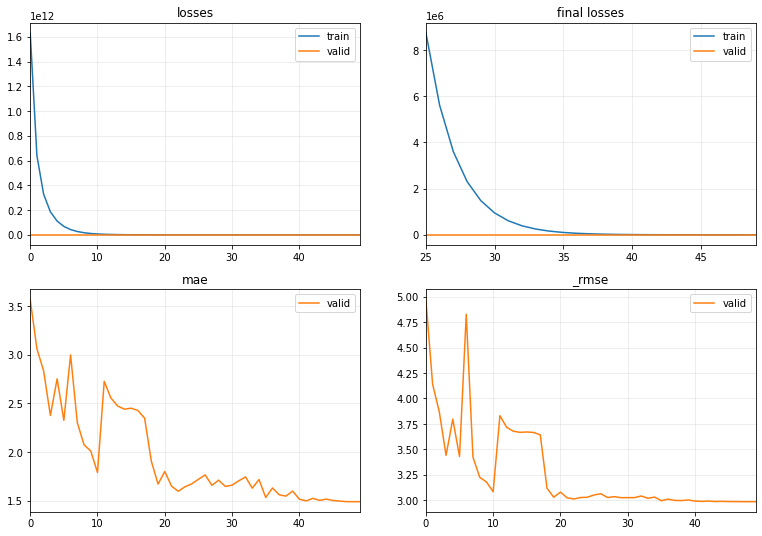 losses
1e12
1.6
1.4
1.2
1.0
0.8
0.6
0.4
0.2
0.0
0 10 20 30 40
train
valid
final losses
1e6
8
6
4
2
0
25 30 35 40 45
train
valid
mae
3.5
3.0
2.5
2.0
1.5
0 10 20 30 40
valid
_rmse
5.00
4.75
4.50
4.25
4.00
3.75
3.50
3.25
3.00
0 10 20 30 40
valid